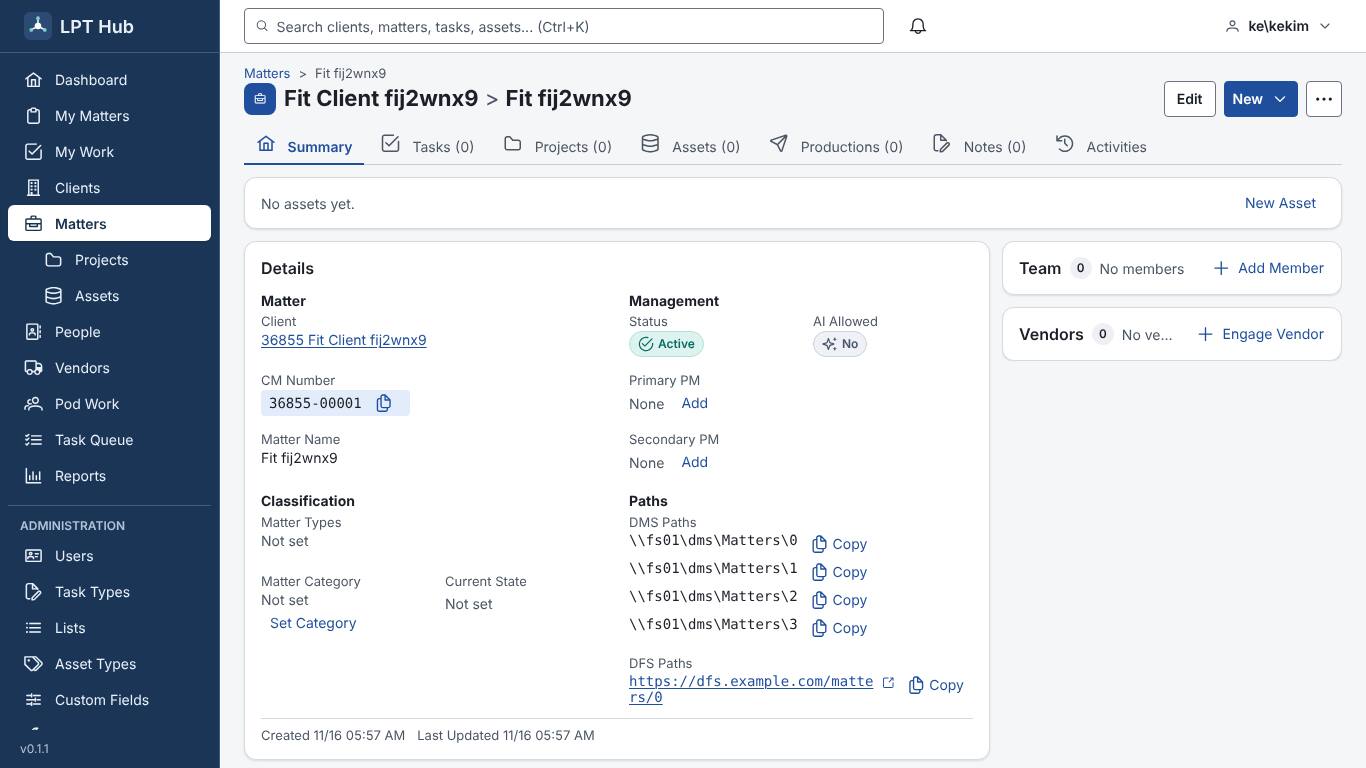 LPT Hub
Search clients, matters, tasks, assets... (Ctrl+K)
ke\kekim
Dashboard
My Matters
My Work
Clients
Matters
Projects
Assets
People
Vendors
Pod Work
Task Queue
Reports
ADMINISTRATION
Users
Task Types
Lists
Asset Types
Custom Fields
v0.1.1
Matters > Fit fij2wnx9
Fit Client fij2wnx9 > Fit fij2wnx9
Edit
New
Summary
Tasks (0)
Projects (0)
Assets (0)
Productions (0)
Notes (0)
Activities
No assets yet.
New Asset
Details
Matter
Client
36855 Fit Client fij2wnx9
CM Number
36855-00001
Matter Name
Fit fij2wnx9
Management
Status
Active
AI Allowed
No
Primary PM
None Add
Secondary PM
None Add
Classification
Matter Types
Not set
Matter Category
Not set
Set Category
Current State
Not set
Paths
DMS Paths
\\fs01\dms\Matters\0 Copy
\\fs01\dms\Matters\1 Copy
\\fs01\dms\Matters\2 Copy
\\fs01\dms\Matters\3 Copy
DFS Paths
https://dfs.example.com/matte
rs/0
Copy
Created 11/16 05:57 AM Last Updated 11/16 05:57 AM
Team 0 No members Add Member
Vendors 0 No ve... Engage Vendor